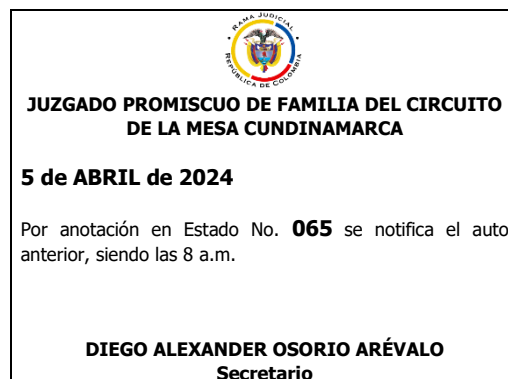 RAMA JUDICIAL
REPÚBLICA DE COLOMBIA
JUZGADO PROMISCUO DE FAMILIA DEL CIRCUITO
DE LA MESA CUNDINAMARCA
5 de ABRIL de 2024
Por anotación en Estado No. 065 se notifica el auto
anterior, siendo las 8 a.m.
DIEGO ALEXANDER OSORIO ARÉVALO
Secretario